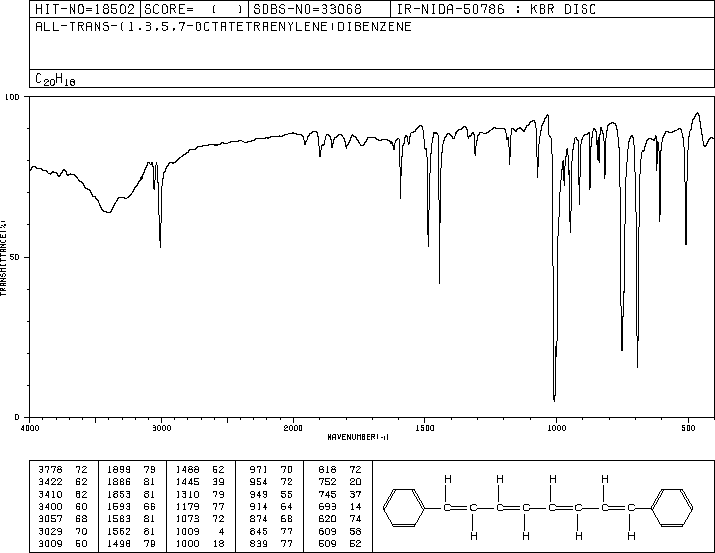 HIT-NO=18502 SCORE= ( ) SDBS-NO=33068 IR-NIDA-50786 : KBR DISC
ALL-TRANS-(1,3,5,7-OCTATETRAENYLENE)DIBENZENE
C20H18
100
50
0
TRANSMITTANCE(%)
4000 3000 2000 1500 1000 500
WAVENUMBER(-1)
3778 72 1899 79 1488 52 971 70 818 72
3422 62 1886 81 1445 39 954 72 752 20
3410 62 1853 81 1310 79 949 55 745 37
3400 60 1593 66 1179 77 914 64 693 14
3057 68 1583 81 1073 72 874 68 620 74
3029 70 1562 81 1009 4 845 77 609 58
3009 50 1498 79 1000 18 839 77 509 52
H H H H
C C C C C C C C
H H H H